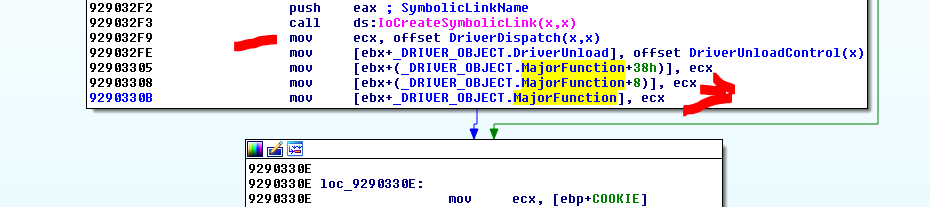 929032F2 push eax ; SymbolicLinkName
929032F3 call ds:IoCreateSymbolicLink(x,x)
929032F9 mov ecx, offset DriverDispatch(x,x)
929032FE mov [ebx+_DRIVER_OBJECT.DriverUnload], offset DriverUnloadControl(x)
92903305 mov [ebx+(_DRIVER_OBJECT.MajorFunction+38h)], ecx
92903308 mov [ebx+(_DRIVER_OBJECT.MajorFunction+8)], ecx
9290330B mov [ebx+_DRIVER_OBJECT.MajorFunction], ecx
9290330E
9290330E loc_9290330E:
9290330E mov ecx, [ebp+COOKIE]